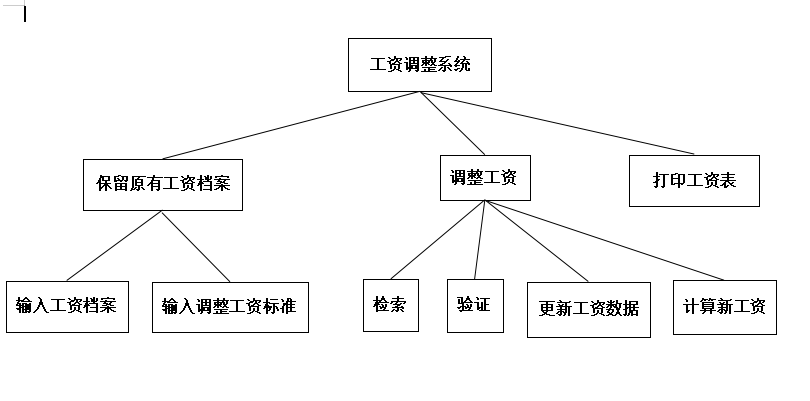 工资调整系统
保留原有工资档案
调整工资
打印工资表
输入工资档案
输入调整工资标准
检索
验证
更新工资数据
计算新工资